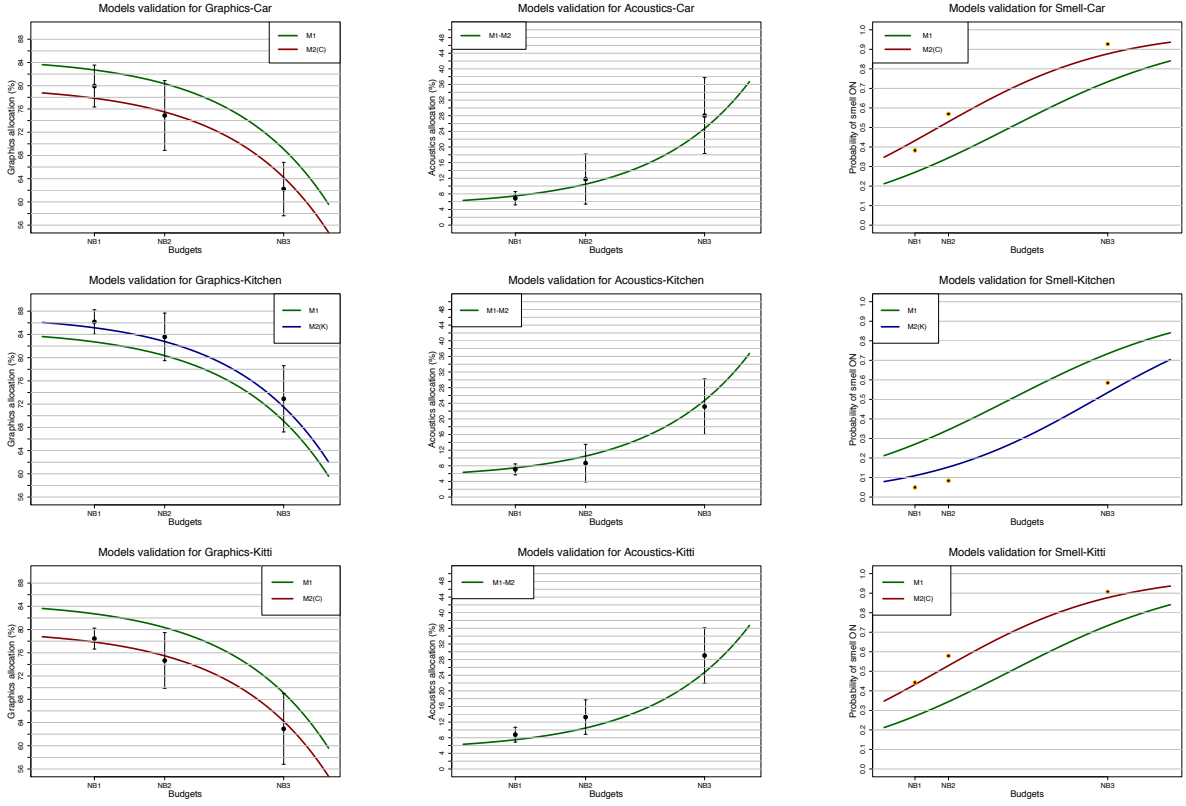 Models validation for Graphics-Car
Graphics allocation (%)
56 60 64 68 72 76 80 84 88
M1
M2(C)
NB1 NB2 NB3
Budgets
Models validation for Acoustics-Car
Acoustics allocation (%)
0 4 8 12 16 20 24 28 32 36 40 44 48
M1-M2
NB1 NB2 NB3
Budgets
Models validation for Smell-Car
Probability of smell ON
0.0 0.1 0.2 0.3 0.4 0.5 0.6 0.7 0.8 0.9 1.0
M1
M2(C)
NB1 NB2 NB3
Budgets
Models validation for Graphics-Kitchen
Graphics allocation (%)
56 60 64 68 72 76 80 84 88
M1
M2(K)
NB1 NB2 NB3
Budgets
Models validation for Acoustics-Kitchen
Acoustics allocation (%)
0 4 8 12 16 20 24 28 32 36 40 44 48
M1-M2
NB1 NB2 NB3
Budgets
Models validation for Smell-Kitchen
Probability of smell ON
0.0 0.1 0.2 0.3 0.4 0.5 0.6 0.7 0.8 0.9 1.0
M1
M2(K)
NB1 NB2 NB3
Budgets
Models validation for Graphics-Kitti
Graphics allocation (%)
56 60 64 68 72 76 80 84 88
M1
M2(C)
NB1 NB2 NB3
Budgets
Models validation for Acoustics-Kitti
Acoustics allocation (%)
0 4 8 12 16 20 24 28 32 36 40 44 48
M1-M2
NB1 NB2 NB3
Budgets
Models validation for Smell-Kitti
Probability of smell ON
0.0 0.1 0.2 0.3 0.4 0.5 0.6 0.7 0.8 0.9 1.0
M1
M2(C)
NB1 NB2 NB3
Budgets